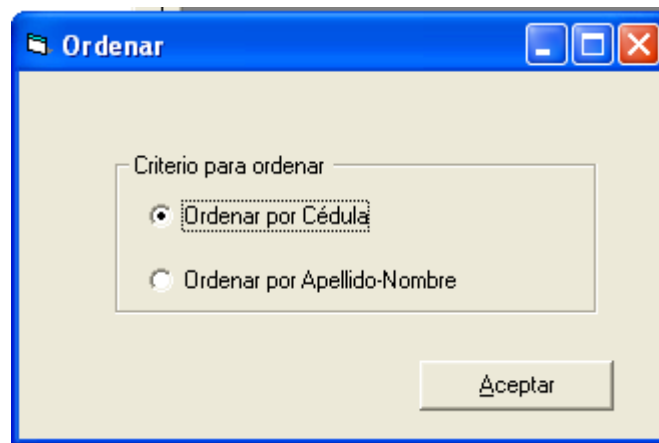 Ordenar
Criterio para ordenar
Ordenar por Cédula
Ordenar por Apellido-Nombre
Aceptar